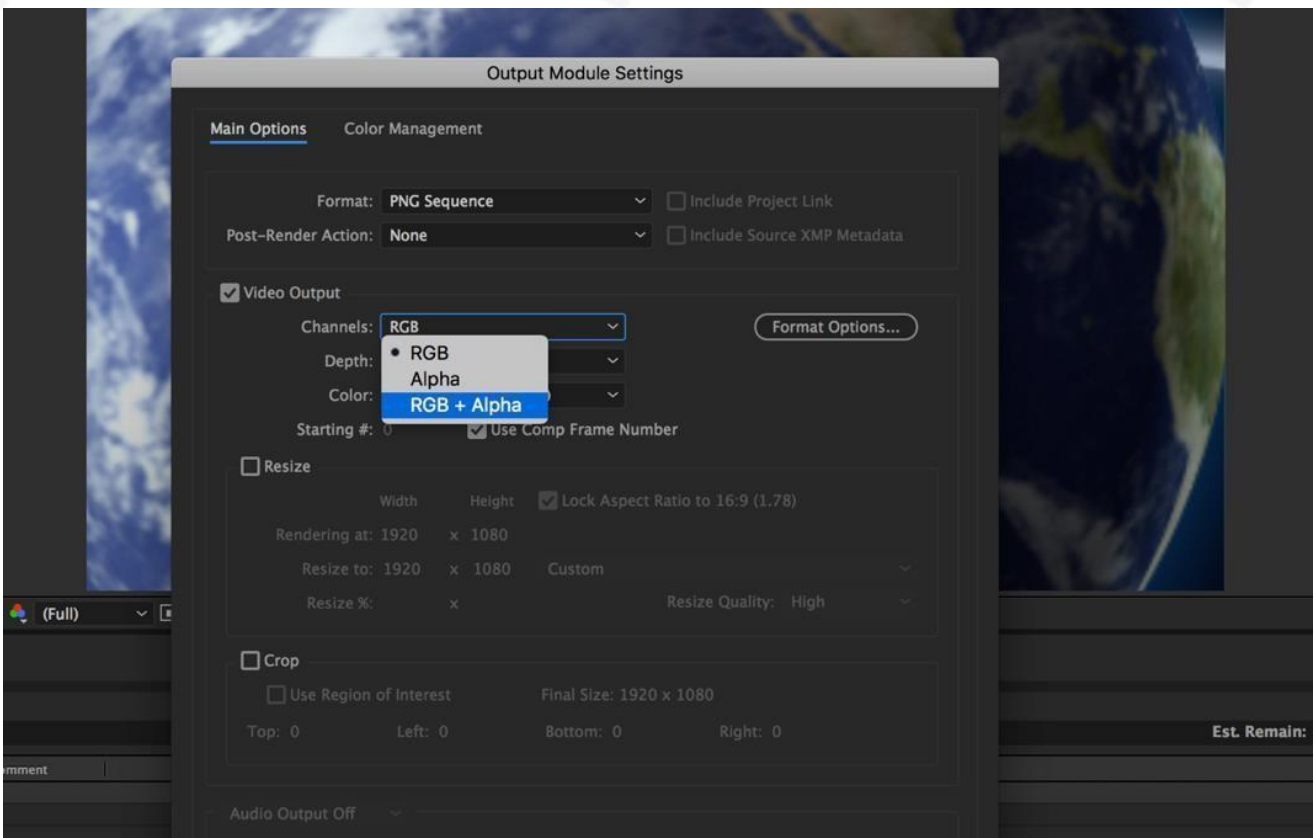 Output Module Settings
Main Options Color Management
Format: PNG Sequence Include Project Link
Post-Render Action: None Include Source XMP Metadata
Video Output
Channels: RGB Format Options...
Depth: • RGB
Alpha
Color: RGB + Alpha
Starting #: 0 Use Comp Frame Number
Resize
Width Height Lock Aspect Ratio to 16:9 (1.78)
Rendering at: 1920 x 1080
Resize to: 1920 x 1080 Custom
Resize %: x Resize Quality: High
(Full)
Crop
Use Region of Interest Final Size: 1920 x 1080
Top: 0 Left: 0 Bottom: 0 Right: 0
Est. Remain:
omment
Audio Output Off